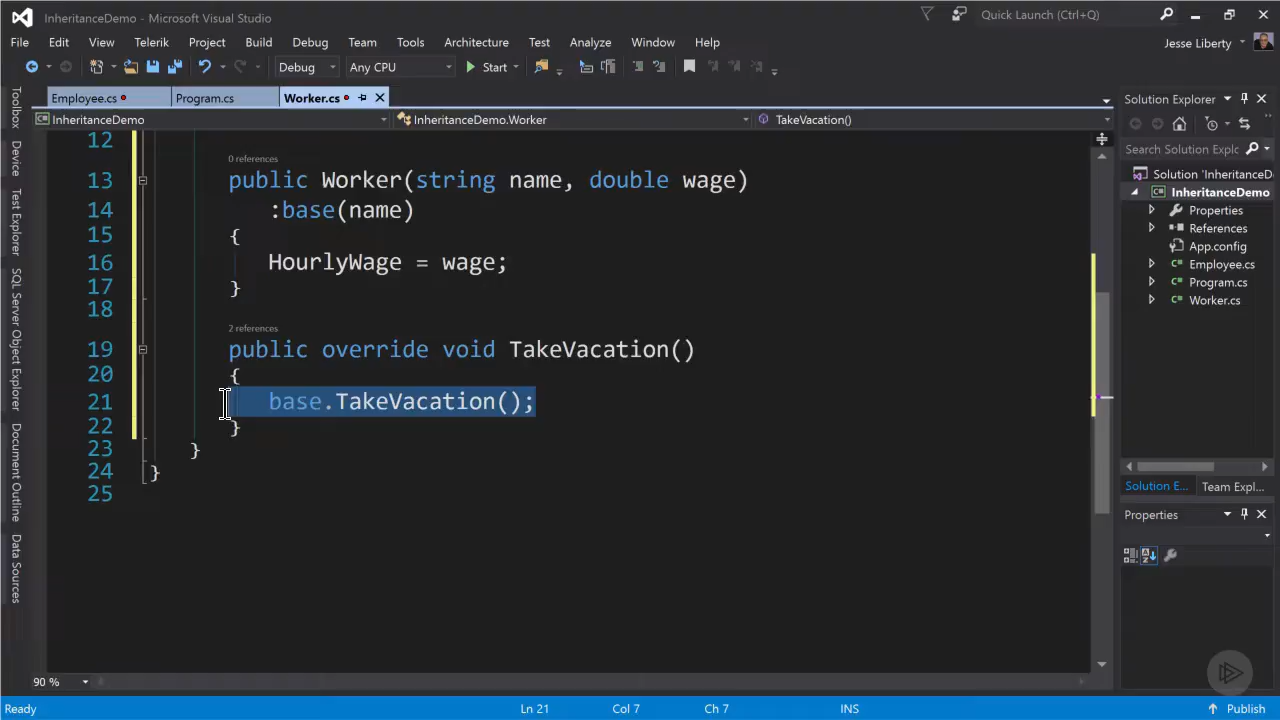 InheritanceDemo - Microsoft Visual Studio
Quick Launch (Ctrl+Q)
File Edit View Telerik Project Build Debug Team Tools Architecture Test Analyze Window Help
Jesse Liberty
Debug Any CPU Start
Employee.cs Program.cs Worker.cs
Solution Explorer
InheritanceDemo InheritanceDemo.Worker TakeVacation()
Toolbox
Device
Test Explorer
SQL Server Object Explorer
Document Outline
Data Sources
12
0 references
13 public Worker(string name, double wage)
14 :base(name)
15 {
16 HourlyWage = wage;
17 }
18
2 references
19 public override void TakeVacation()
20 {
21 base.TakeVacation();
22 }
23 }
24 }
25
Search Solution Explo
Solution 'InheritanceD
InheritanceDemo
Properties
References
App.config
Employee.cs
Program.cs
Worker.cs
Solution E... Team Expl...
Properties
90 %
Ready Ln 21 Col 7 Ch 7 INS Publish